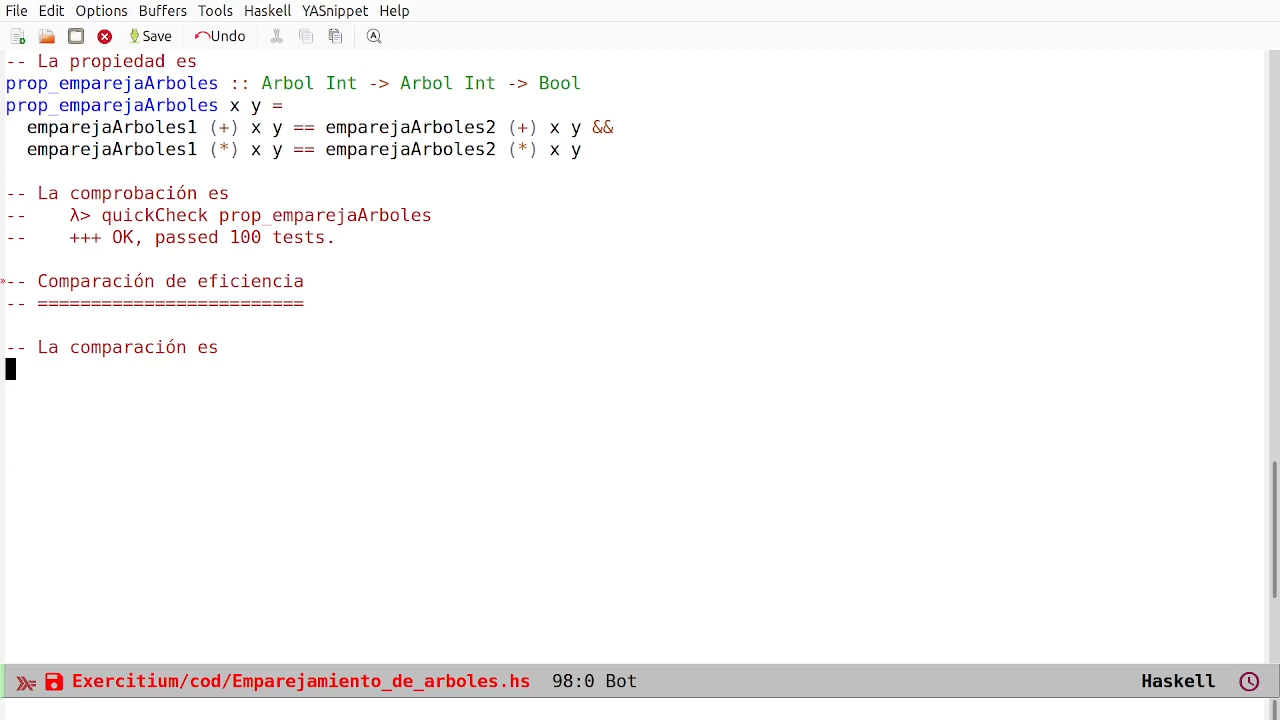 File Edit Options Buffers Tools Haskell YASnippet Help
Save Undo
-- La propiedad es
prop_emparejaArboles :: Arbol Int -> Arbol Int -> Bool
prop_emparejaArboles x y =
  emparejaArboles1 (+) x y == emparejaArboles2 (+) x y &&
  emparejaArboles1 (*) x y == emparejaArboles2 (*) x y
-- La comprobación es
--    λ> quickCheck prop_emparejaArboles
--    +++ OK, passed 100 tests.
-- Comparación de eficiencia
-- =========================
-- La comparación es
Exercitium/cod/Emparejamiento_de_arboles.hs 98:0 Bot Haskell